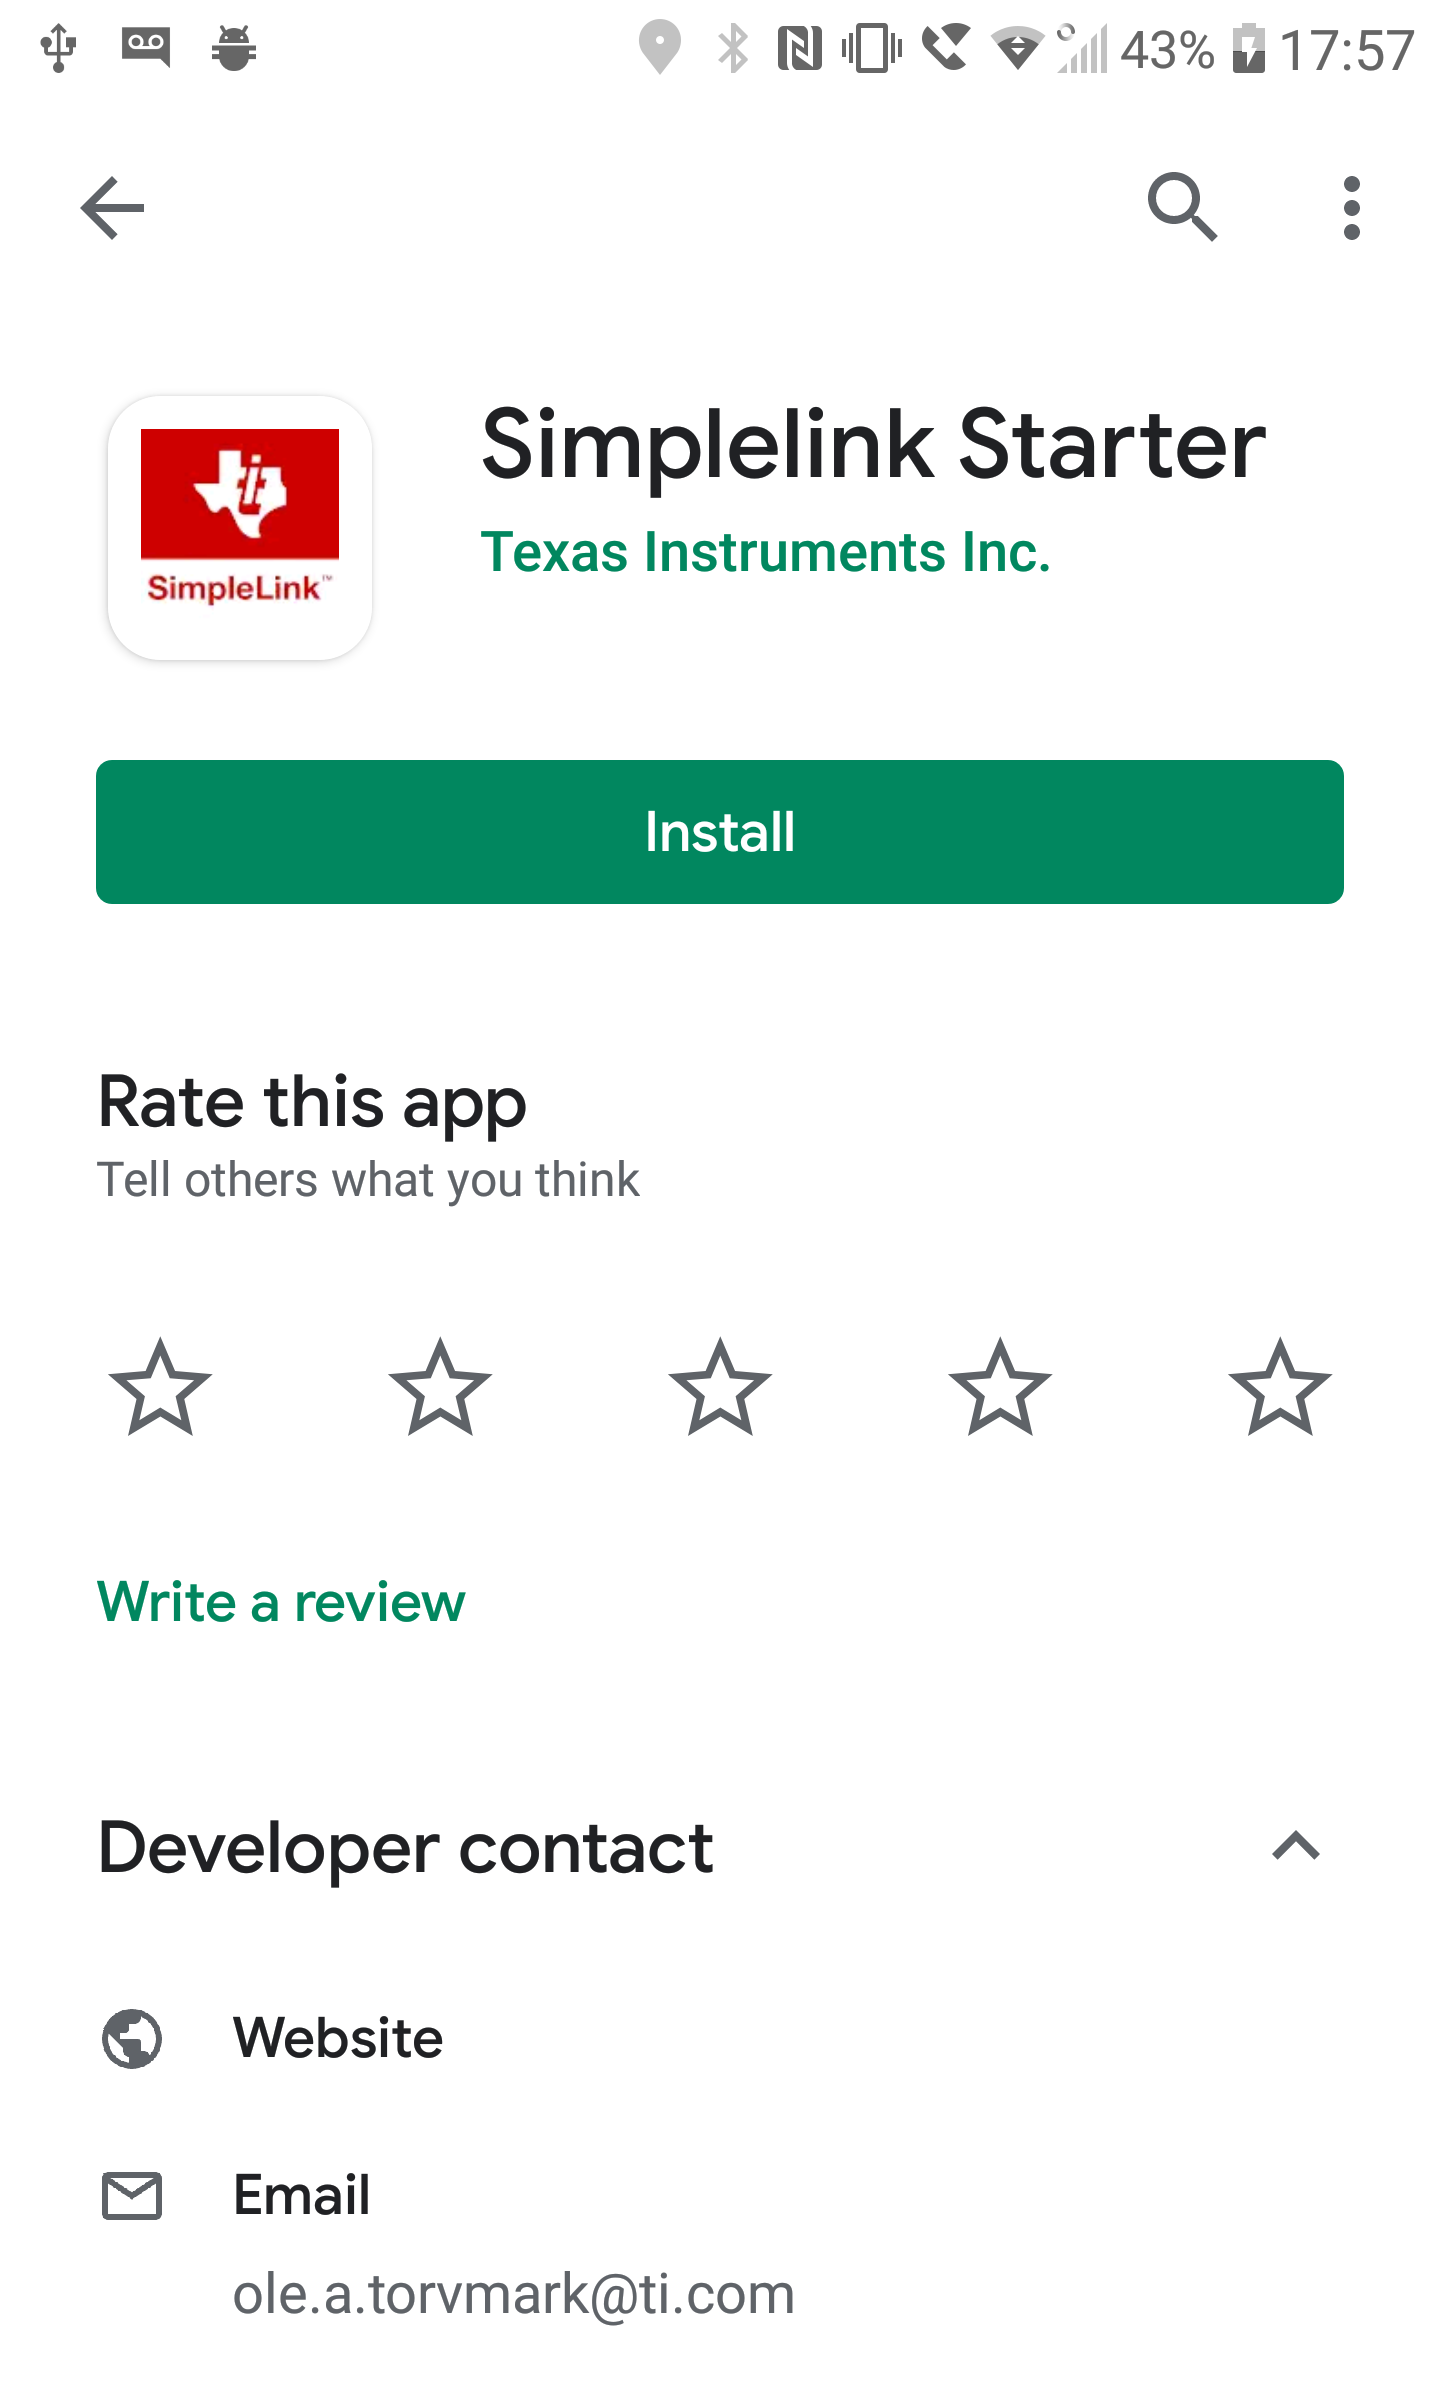 43% 17:57
Simplelink Starter
Texas Instruments Inc.
SimpleLink™
Install
Rate this app
Tell others what you think
Write a review
Developer contact
Website
Email
ole.a.torvmark@ti.com